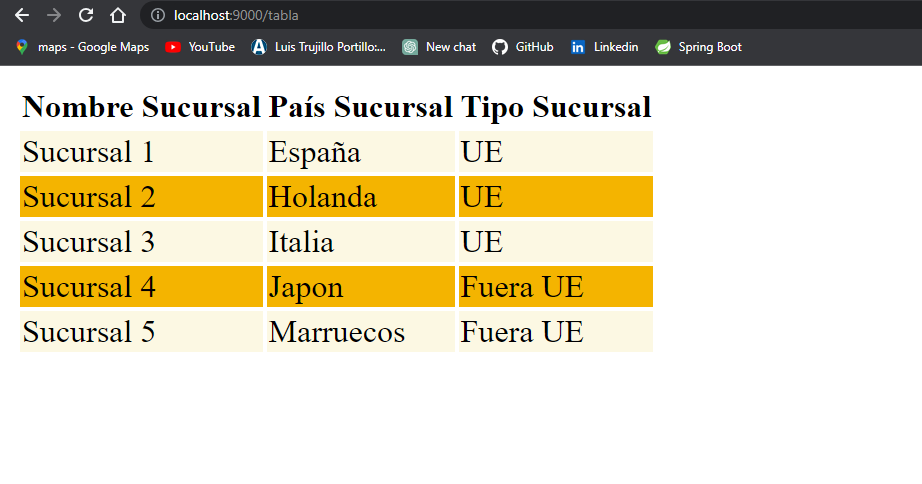 localhost:9000/tabla
maps - Google Maps YouTube Luis Trujillo Portillo:... New chat GitHub Linkedin Spring Boot
Nombre Sucursal País Sucursal Tipo Sucursal
Sucursal 1 España UE
Sucursal 2 Holanda UE
Sucursal 3 Italia UE
Sucursal 4 Japon Fuera UE
Sucursal 5 Marruecos Fuera UE